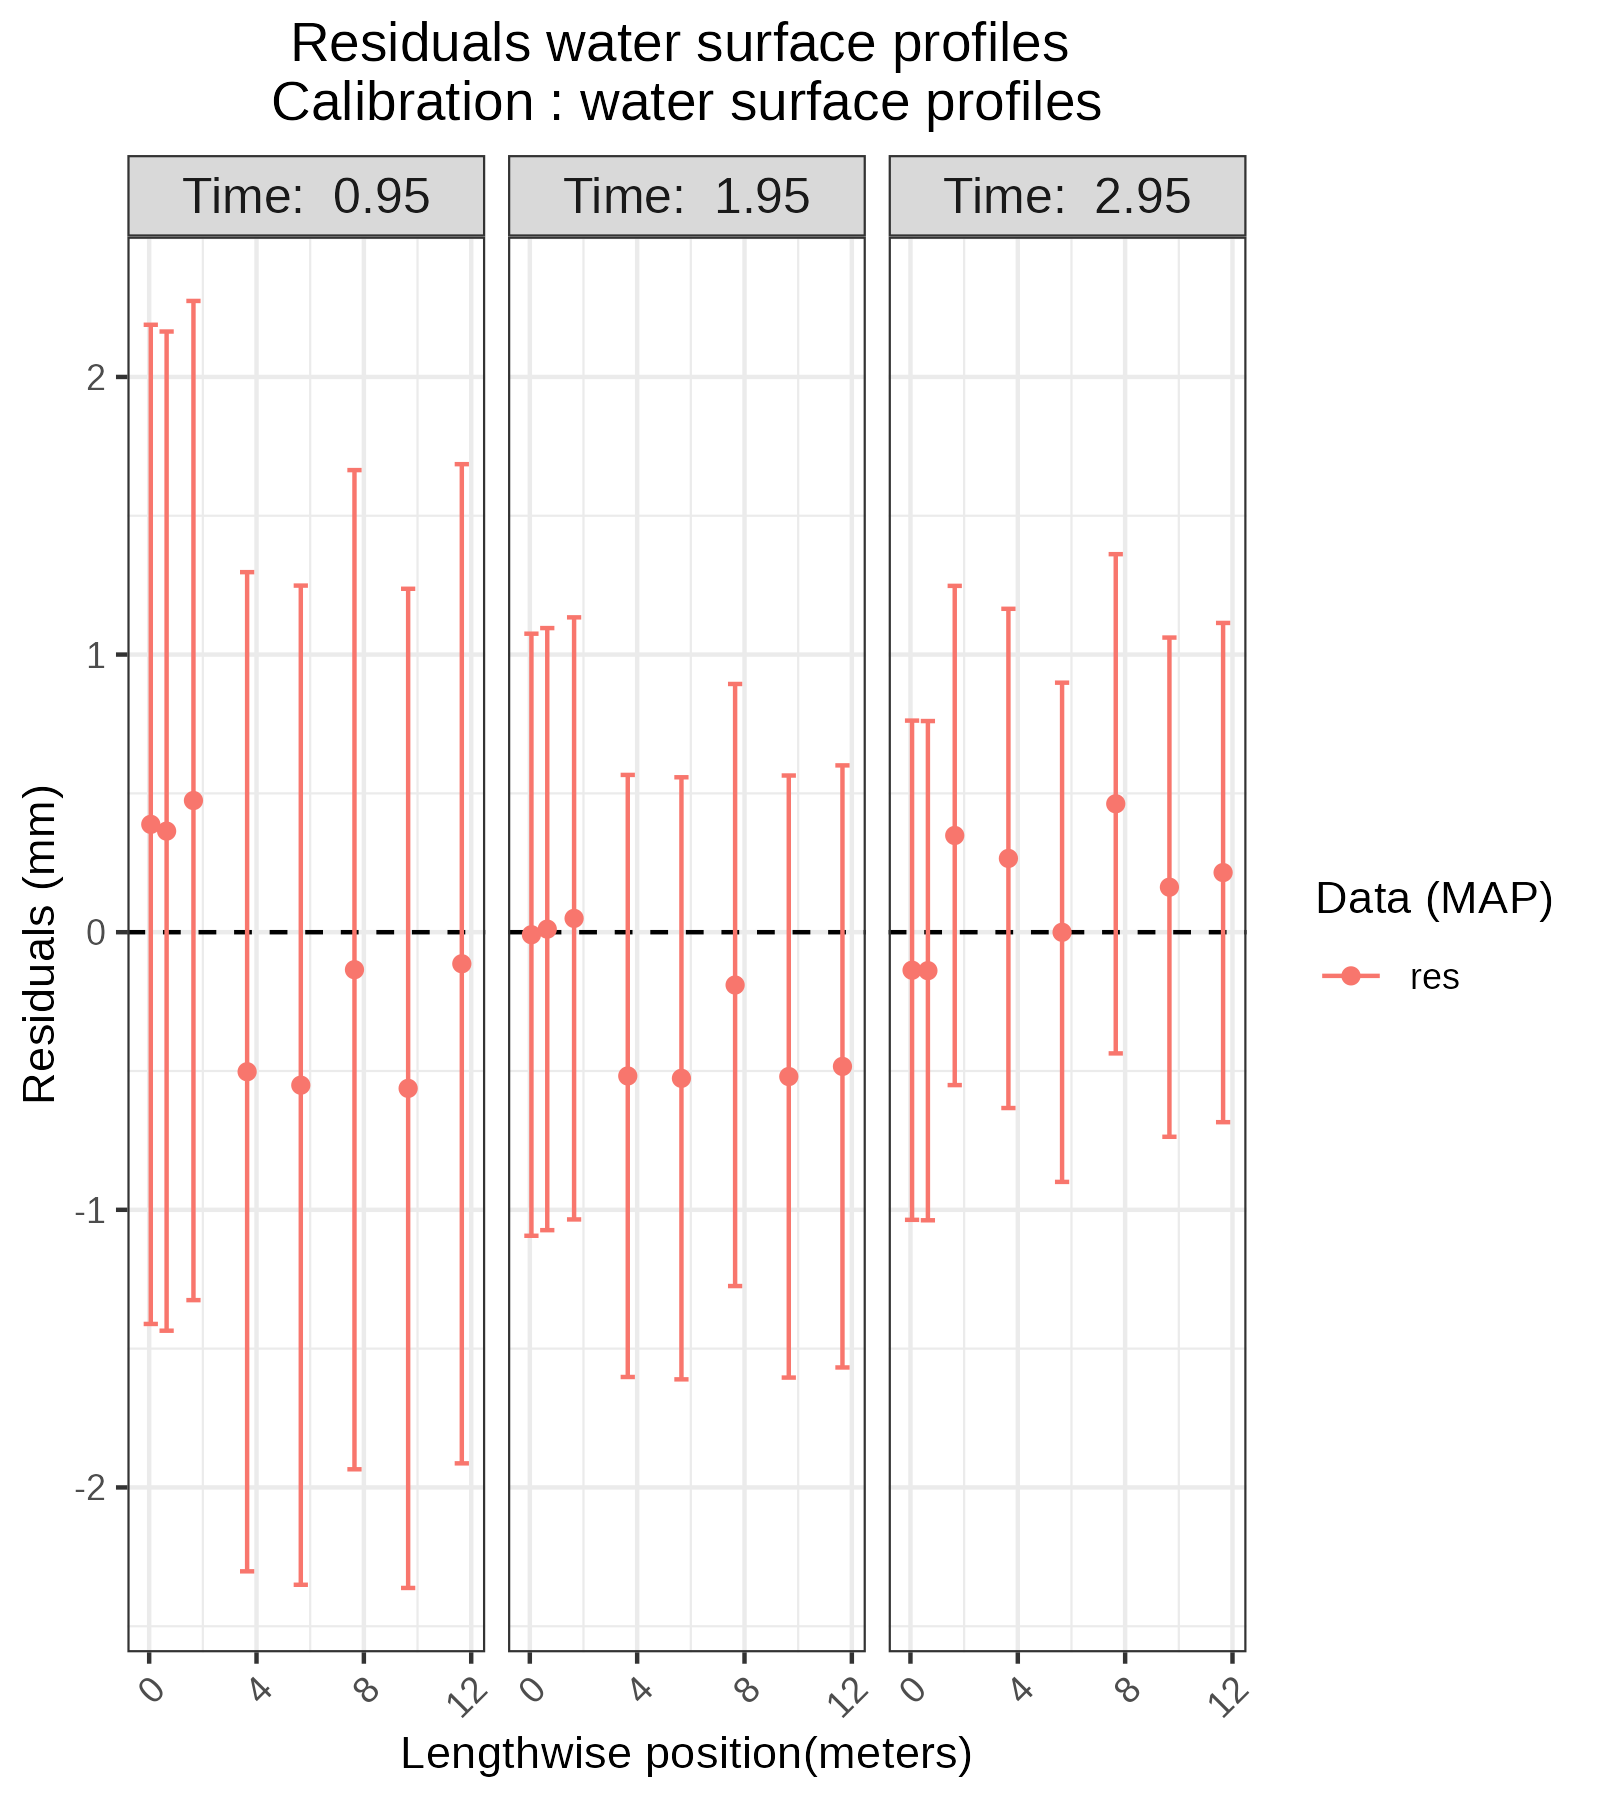 Residuals water surface profiles
Calibration : water surface profiles
Time:  0.95
Time:  1.95
Time:  2.95
2
1
0
-1
-2
Residuals (mm)
0 4 8 12
0 4 8 12
0 4 8 12
Lengthwise position(meters)
Data (MAP)
res